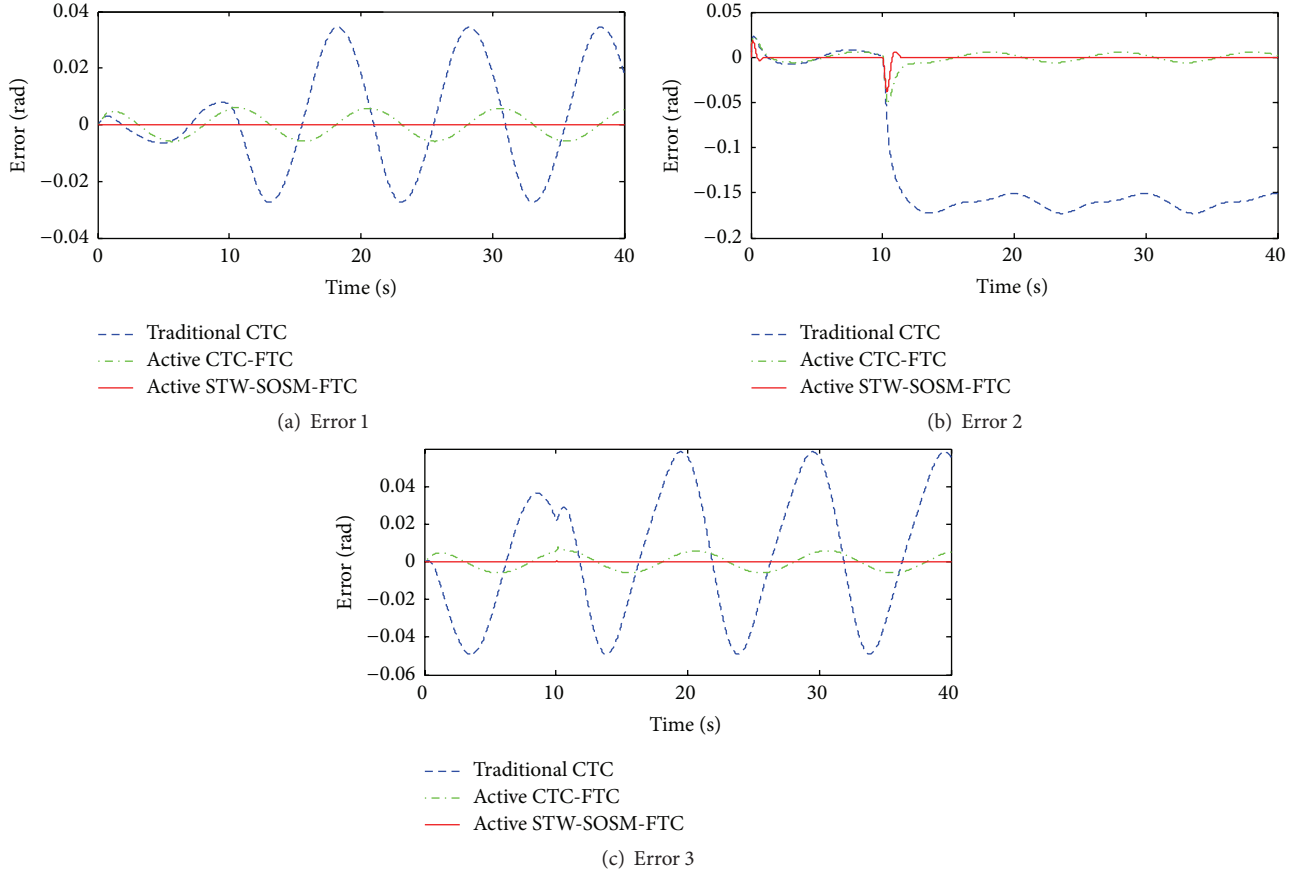 0.04
0.02
0
−0.02
−0.04
Error (rad)
0
10
20
30
40
Time (s)
Traditional CTC
Active CTC-FTC
Active STW-SOSM-FTC
(a) Error 1
0.05
0
−0.05
−0.1
−0.15
−0.2
Error (rad)
0
10
20
30
40
Time (s)
Traditional CTC
Active CTC-FTC
Active STW-SOSM-FTC
(b) Error 2
0.04
0.02
0
−0.02
−0.04
−0.06
Error (rad)
0
10
20
30
40
Time (s)
Traditional CTC
Active CTC-FTC
Active STW-SOSM-FTC
(c) Error 3